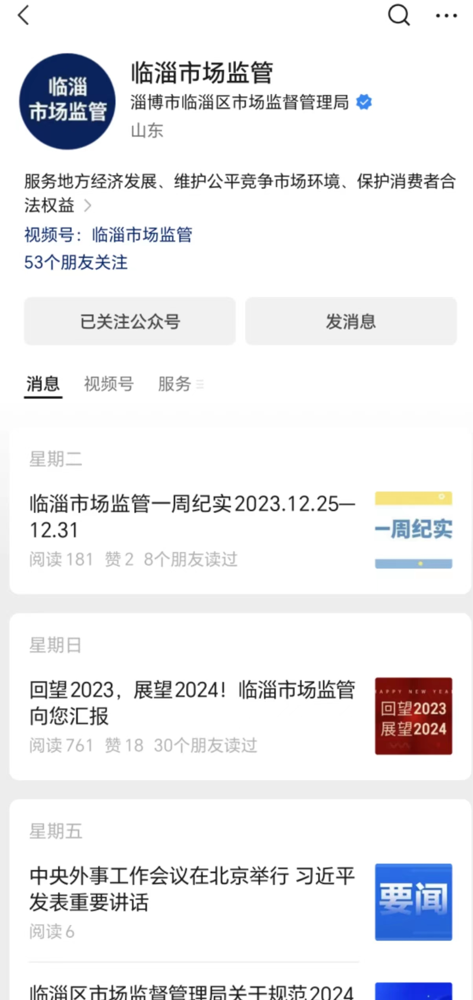 临淄
市场监管
临淄市场监管
淄博市临淄区市场监督管理局
山东
服务地方经济发展、维护公平竞争市场环境、保护消费者合
法权益
视频号：临淄市场监管
53个朋友关注
已关注公众号
发消息
消息 视频号 服务
星期二
临淄市场监管一周纪实2023.12.25—
12.31
阅读 181 赞 2 8个朋友读过
一周纪实
星期日
回望2023，展望2024！临淄市场监管
向您汇报
阅读 761 赞 18 30个朋友读过
APPY NEW YEA
回望2023
展望2024
星期五
中央外事工作会议在北京举行 习近平
发表重要讲话
阅读 6
要闻
临淄区市场监督管理局关于规范2024